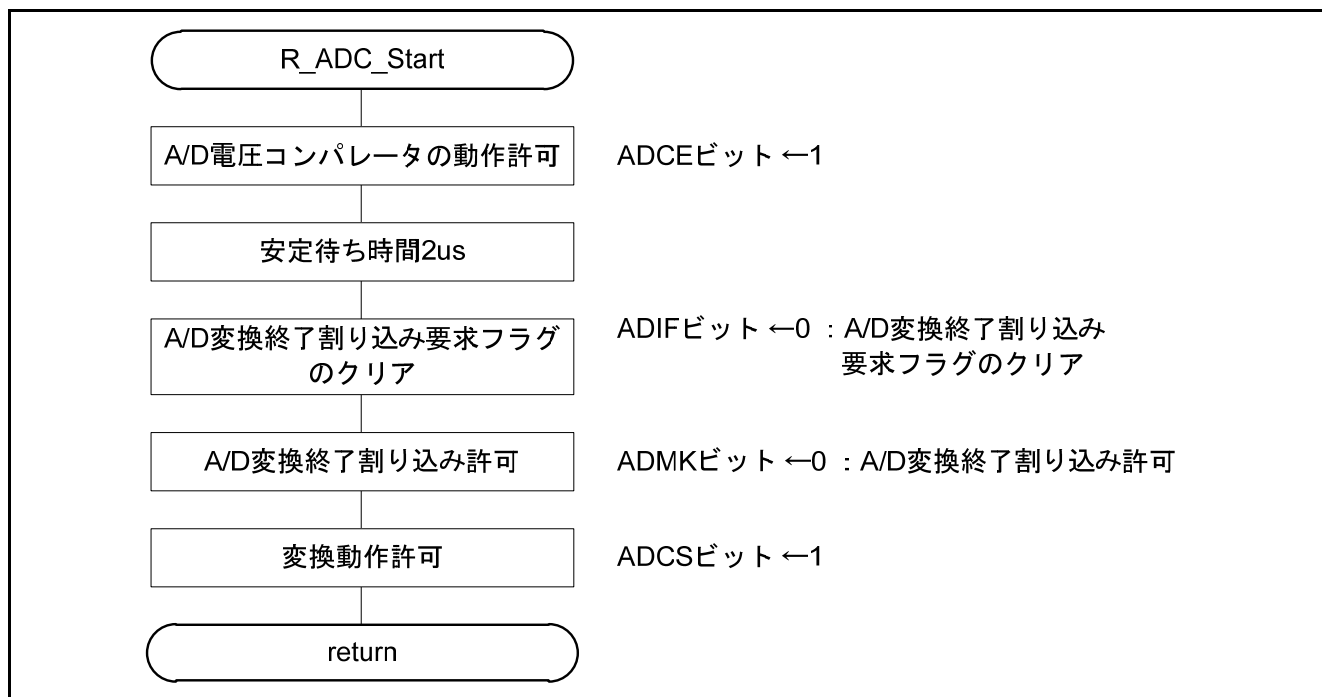 R_ADC_Start
A/D電圧コンパレータの動作許可
ADCEビット ←1
安定待ち時間2us
A/D変換終了割り込み要求フラグ
のクリア
ADIFビット ←0 ：A/D変換終了割り込み
要求フラグのクリア
A/D変換終了割り込み許可
ADMKビット ←0 ：A/D変換終了割り込み許可
変換動作許可
ADCSビット ←1
return